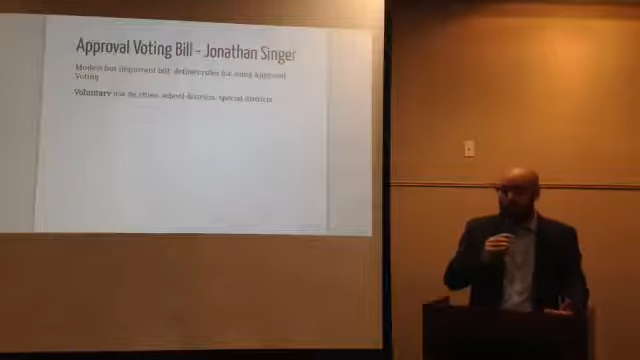 Approval Voting Bill - Jonathan Singer
Modest but important bill; delivers rules for using Approval
Voting
Voluntary use by cities, school districts, special districts